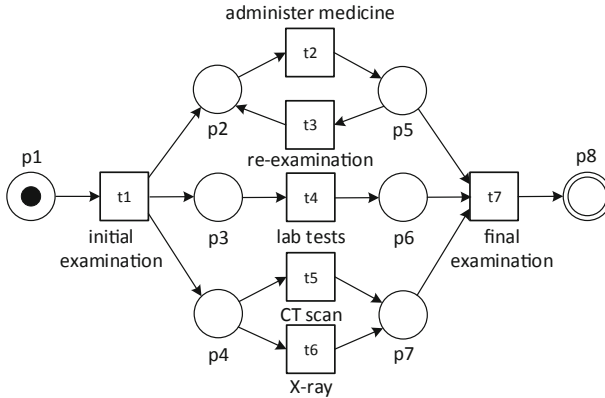 administer medicine
t2
p2
t3
p5
re-examination
p1
p8
t1
t4
t7
initial
examination
p3
lab tests
p6
final
examination
t5
CT scan
p4
t6
p7
X-ray